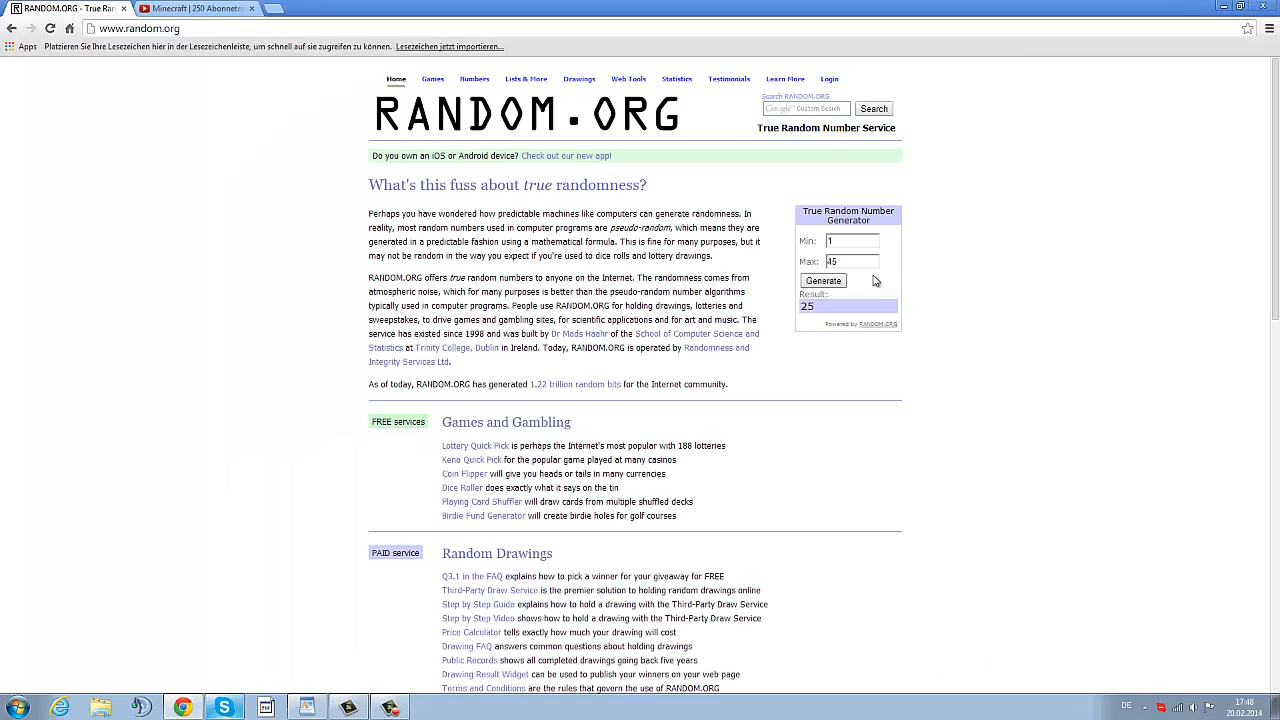 RANDOM.ORG - True Ran
Minecraft | 250 Abonneten
www.random.org
Apps Platzieren Sie Ihre Lesezeichen hier in der Lesezeichenleiste, um schnell auf sie zugreifen zu können. Lesezeichen jetzt importieren...
Home Games Numbers Lists & More Drawings Web Tools Statistics Testimonials Learn More Login
RANDOM.ORG
Search RANDOM.ORG
Google™ Custom Search Search
True Random Number Service
Do you own an iOS or Android device? Check out our new app!
What's this fuss about true randomness?
Perhaps you have wondered how predictable machines like computers can generate randomness. In
reality, most random numbers used in computer programs are pseudo-random, which means they are
generated in a predictable fashion using a mathematical formula. This is fine for many purposes, but it
may not be random in the way you expect if you're used to dice rolls and lottery drawings.
RANDOM.ORG offers true random numbers to anyone on the Internet. The randomness comes from
atmospheric noise, which for many purposes is better than the pseudo-random number algorithms
typically used in computer programs. People use RANDOM.ORG for holding drawings, lotteries and
sweepstakes, to drive games and gambling sites, for scientific applications and for art and music. The
service has existed since 1998 and was built by Dr Mads Haahr of the School of Computer Science and
Statistics at Trinity College, Dublin in Ireland. Today, RANDOM.ORG is operated by Randomness and
Integrity Services Ltd.
As of today, RANDOM.ORG has generated 1.22 trillion random bits for the Internet community.
True Random Number
Generator
Min: 1
Max: 45
Generate
Result:
25
Powered by RANDOM.ORG
FREE services
Games and Gambling
Lottery Quick Pick is perhaps the Internet's most popular with 188 lotteries
Keno Quick Pick for the popular game played at many casinos
Coin Flipper will give you heads or tails in many currencies
Dice Roller does exactly what it says on the tin
Playing Card Shuffler will draw cards from multiple shuffled decks
Birdie Fund Generator will create birdie holes for golf courses
PAID service
Random Drawings
Q3.1 in the FAQ explains how to pick a winner for your giveaway for FREE
Third-Party Draw Service is the premier solution to holding random drawings online
Step by Step Guide explains how to hold a drawing with the Third-Party Draw Service
Step by Step Video shows how to hold a drawing with the Third-Party Draw Service
Price Calculator tells exactly how much your drawing will cost
Drawing FAQ answers common questions about holding drawings
Public Records shows all completed drawings going back five years
Drawing Result Widget can be used to publish your winners on your web page
Terms and Conditions are the rules that govern the use of RANDOM.ORG
DE
17:48
20.02.2014